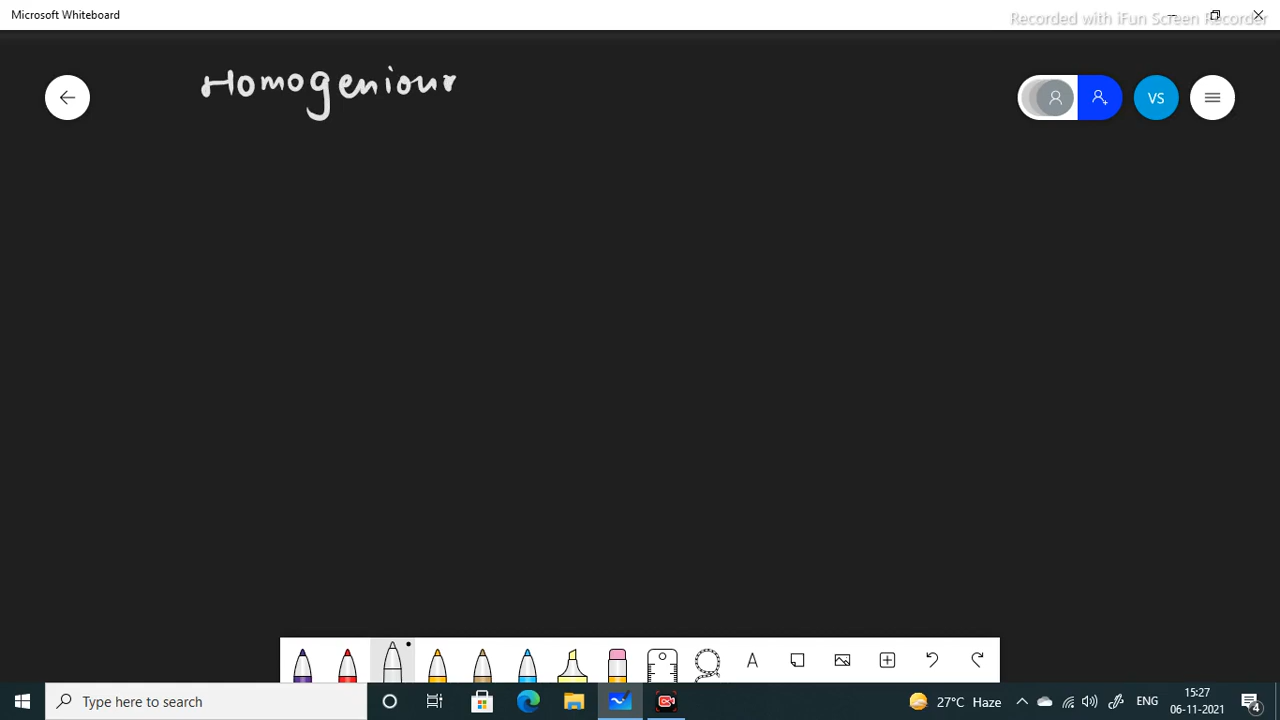 Microsoft Whiteboard
Recorded with iFun Screen Recorder
Homogeniour
VS
A
Type here to search
27°C Haze
ENG
15:27
06-11-2021
4